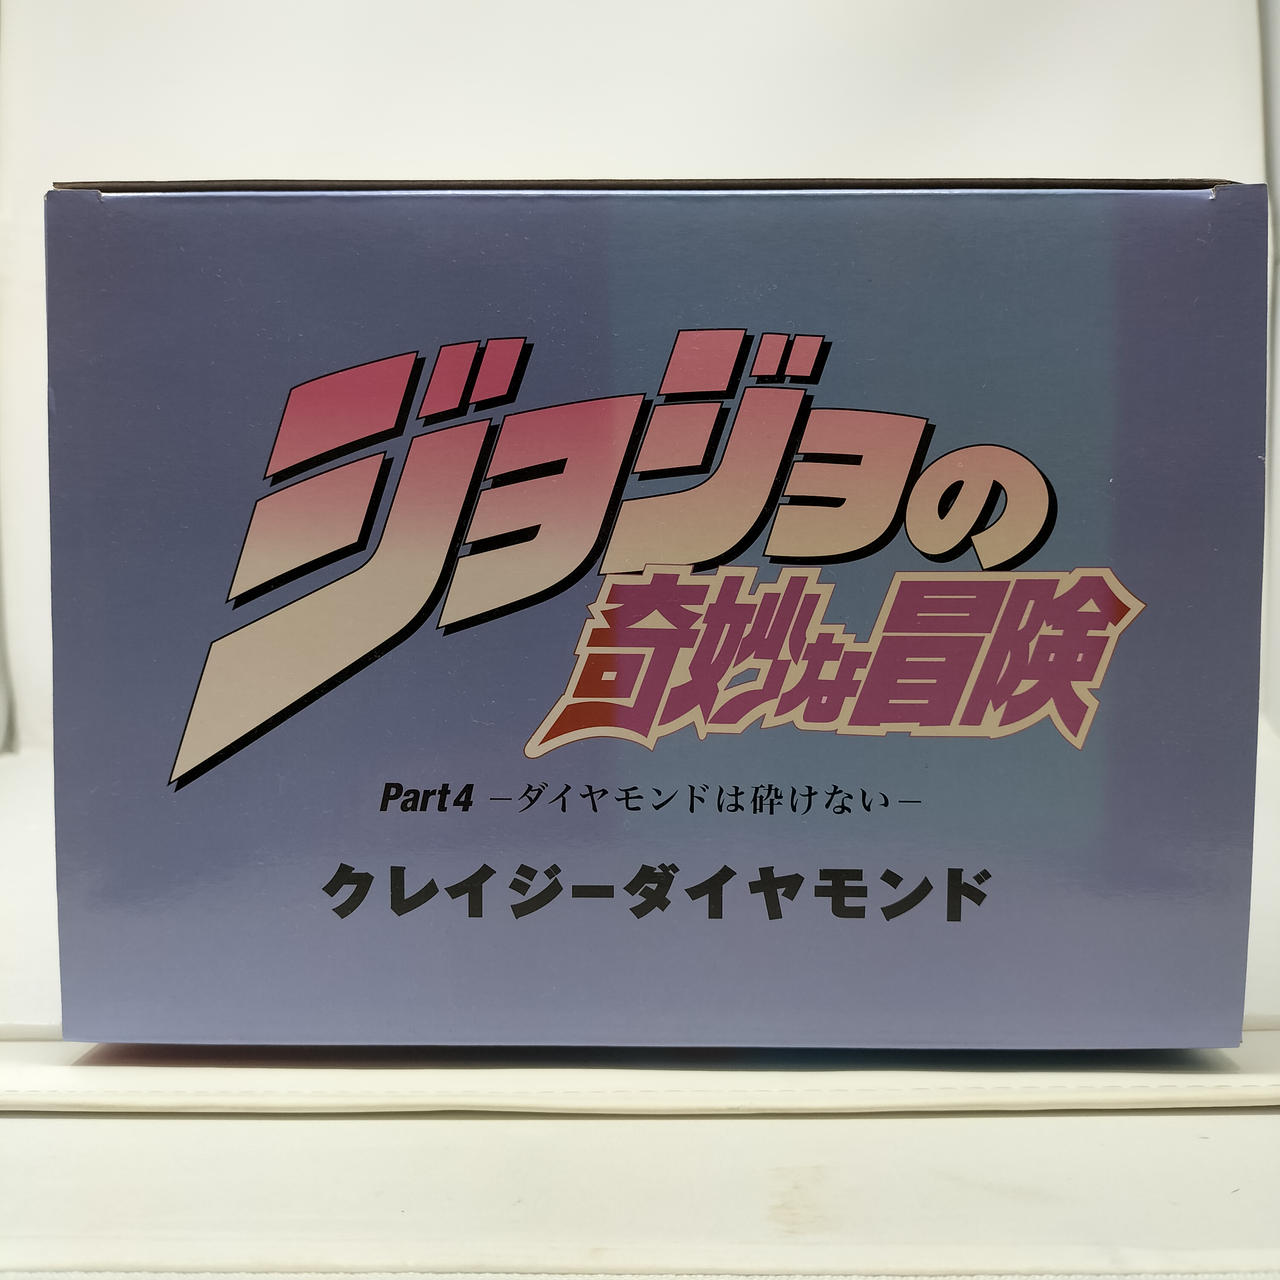 ジョジョの
奇妙な冒険
Part4 －ダイヤモンドは砕けない－
クレイジーダイヤモンド